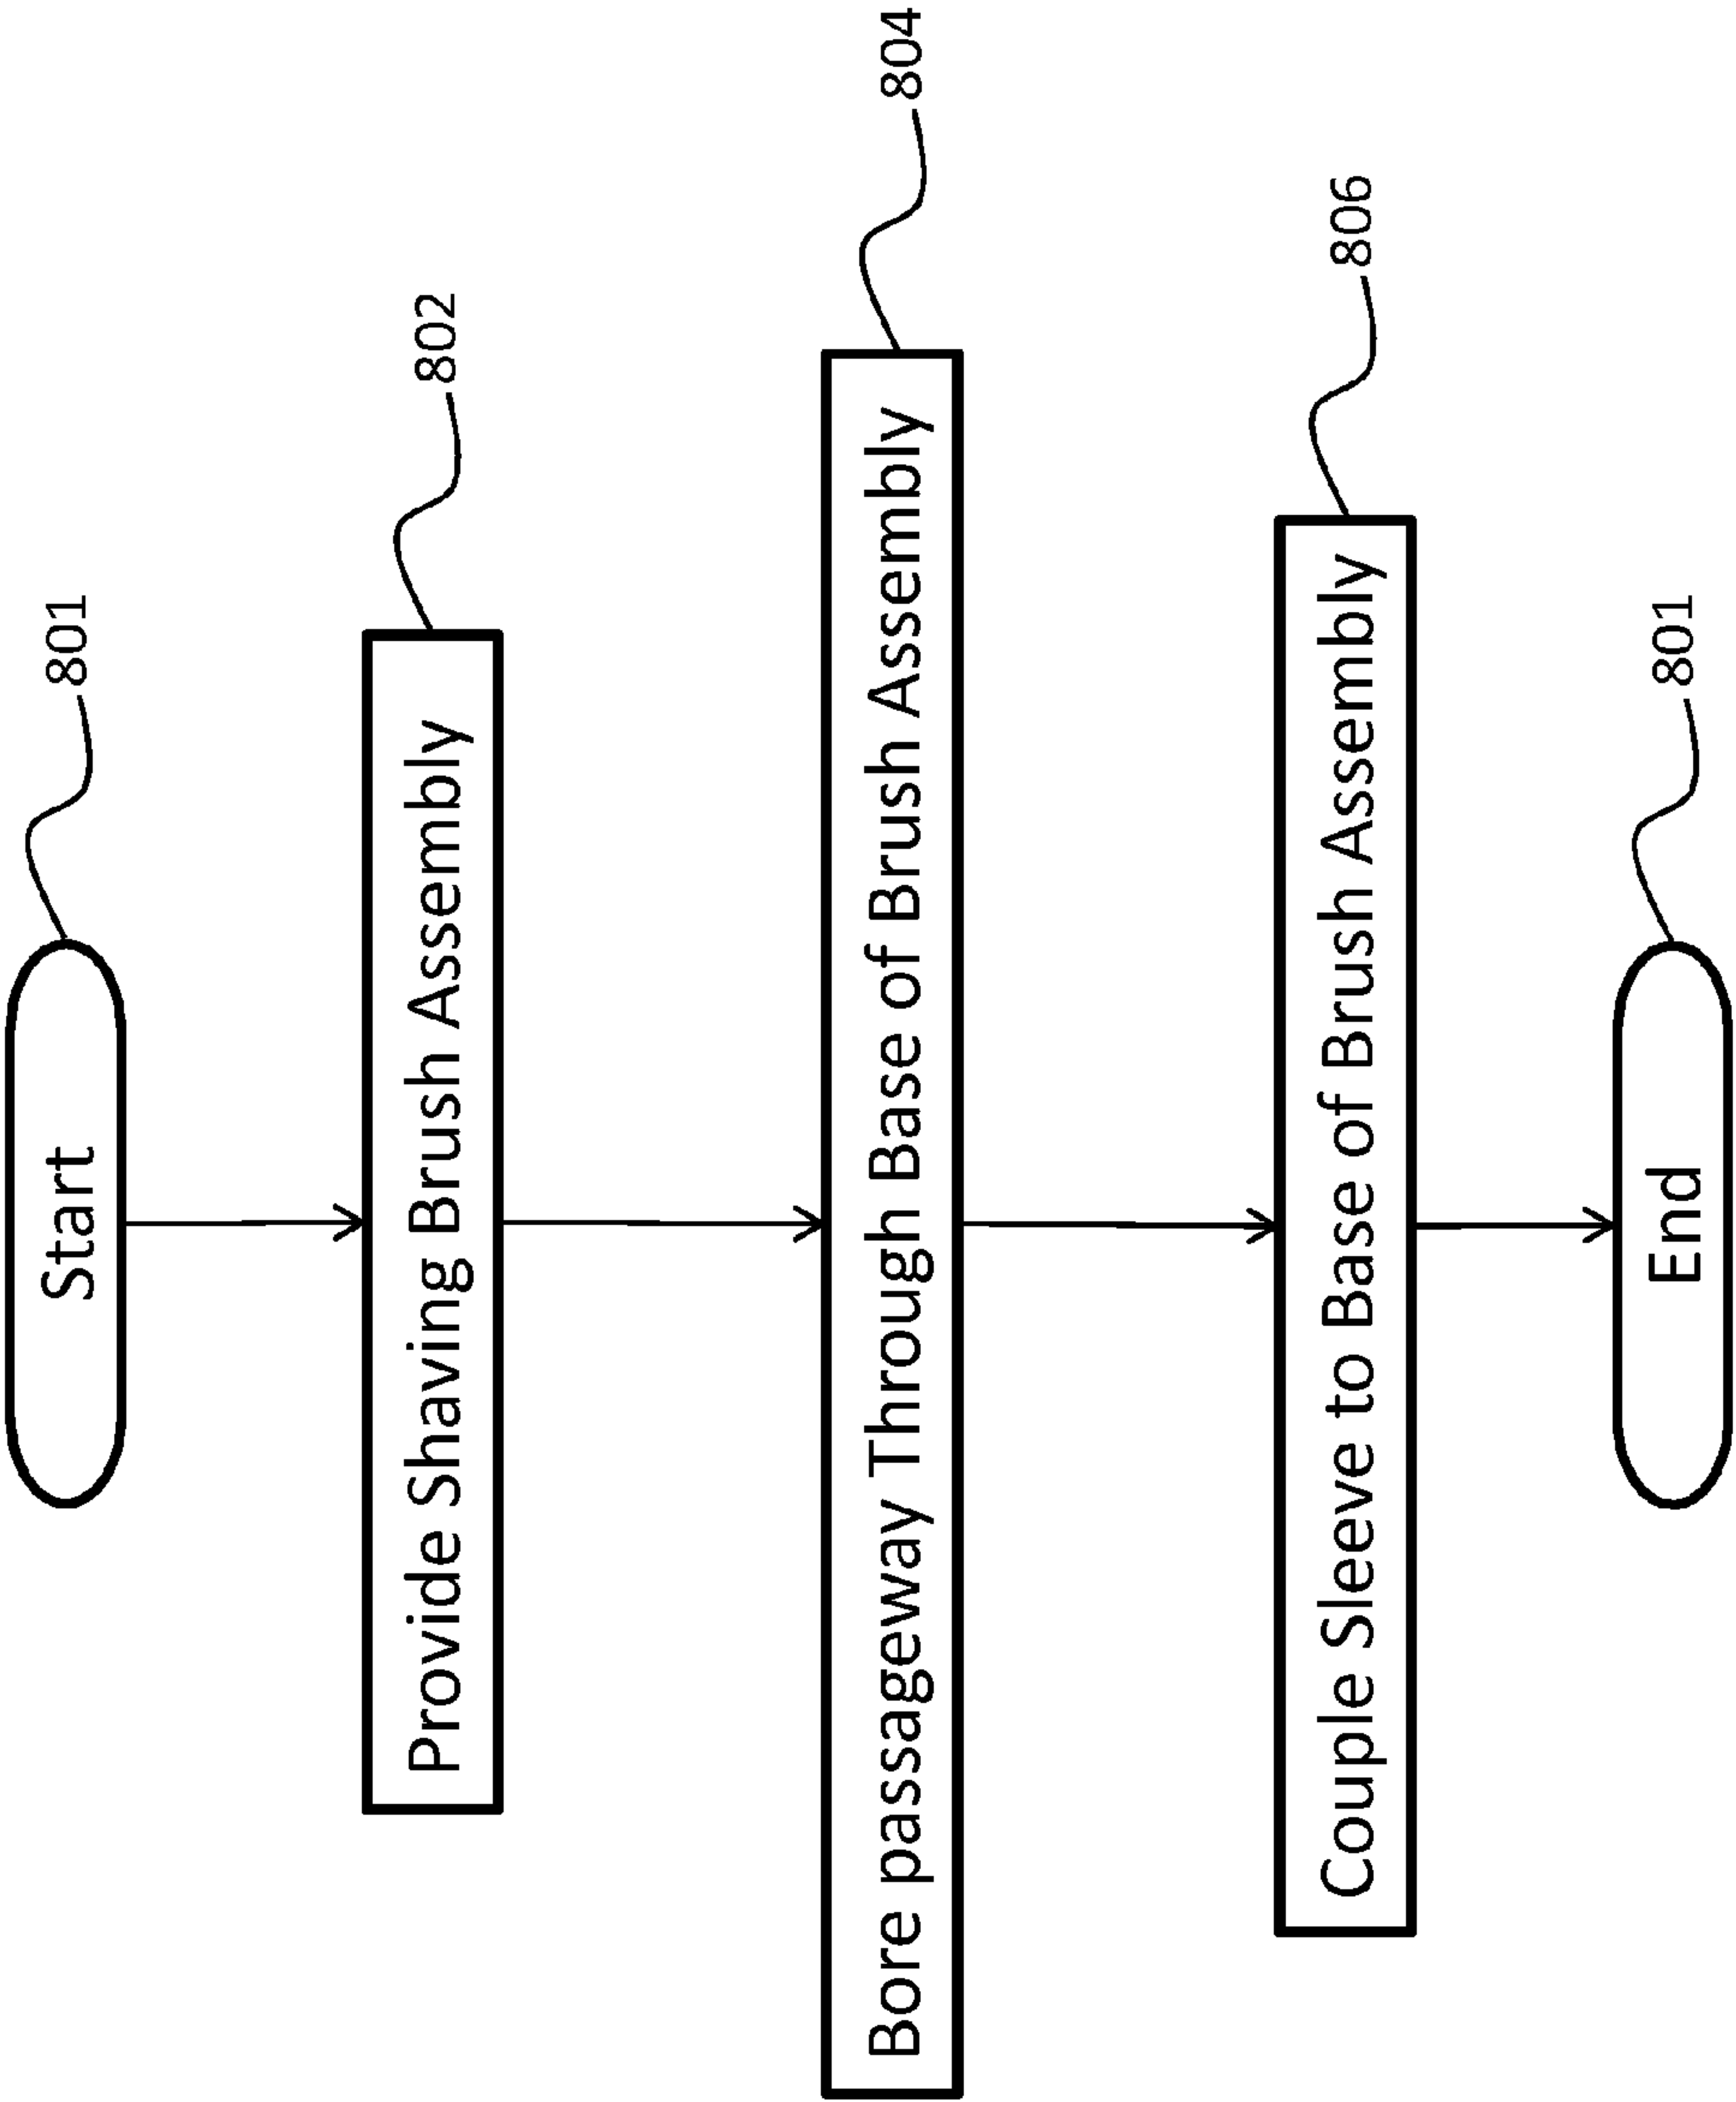 Start
801
Provide Shaving Brush Assembly
802
Bore passageway Through Base of Brush Assembly
804
Couple Sleeve to Base of Brush Assembly
806
End
801